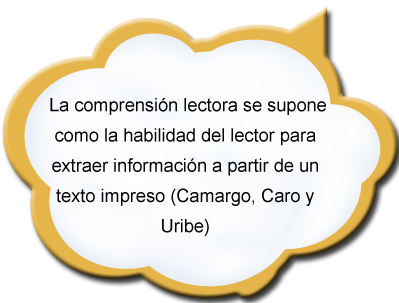 La comprensión lectora se supone
como la habilidad del lector para
extraer información a partir de un
texto impreso (Camargo, Caro y
Uribe)